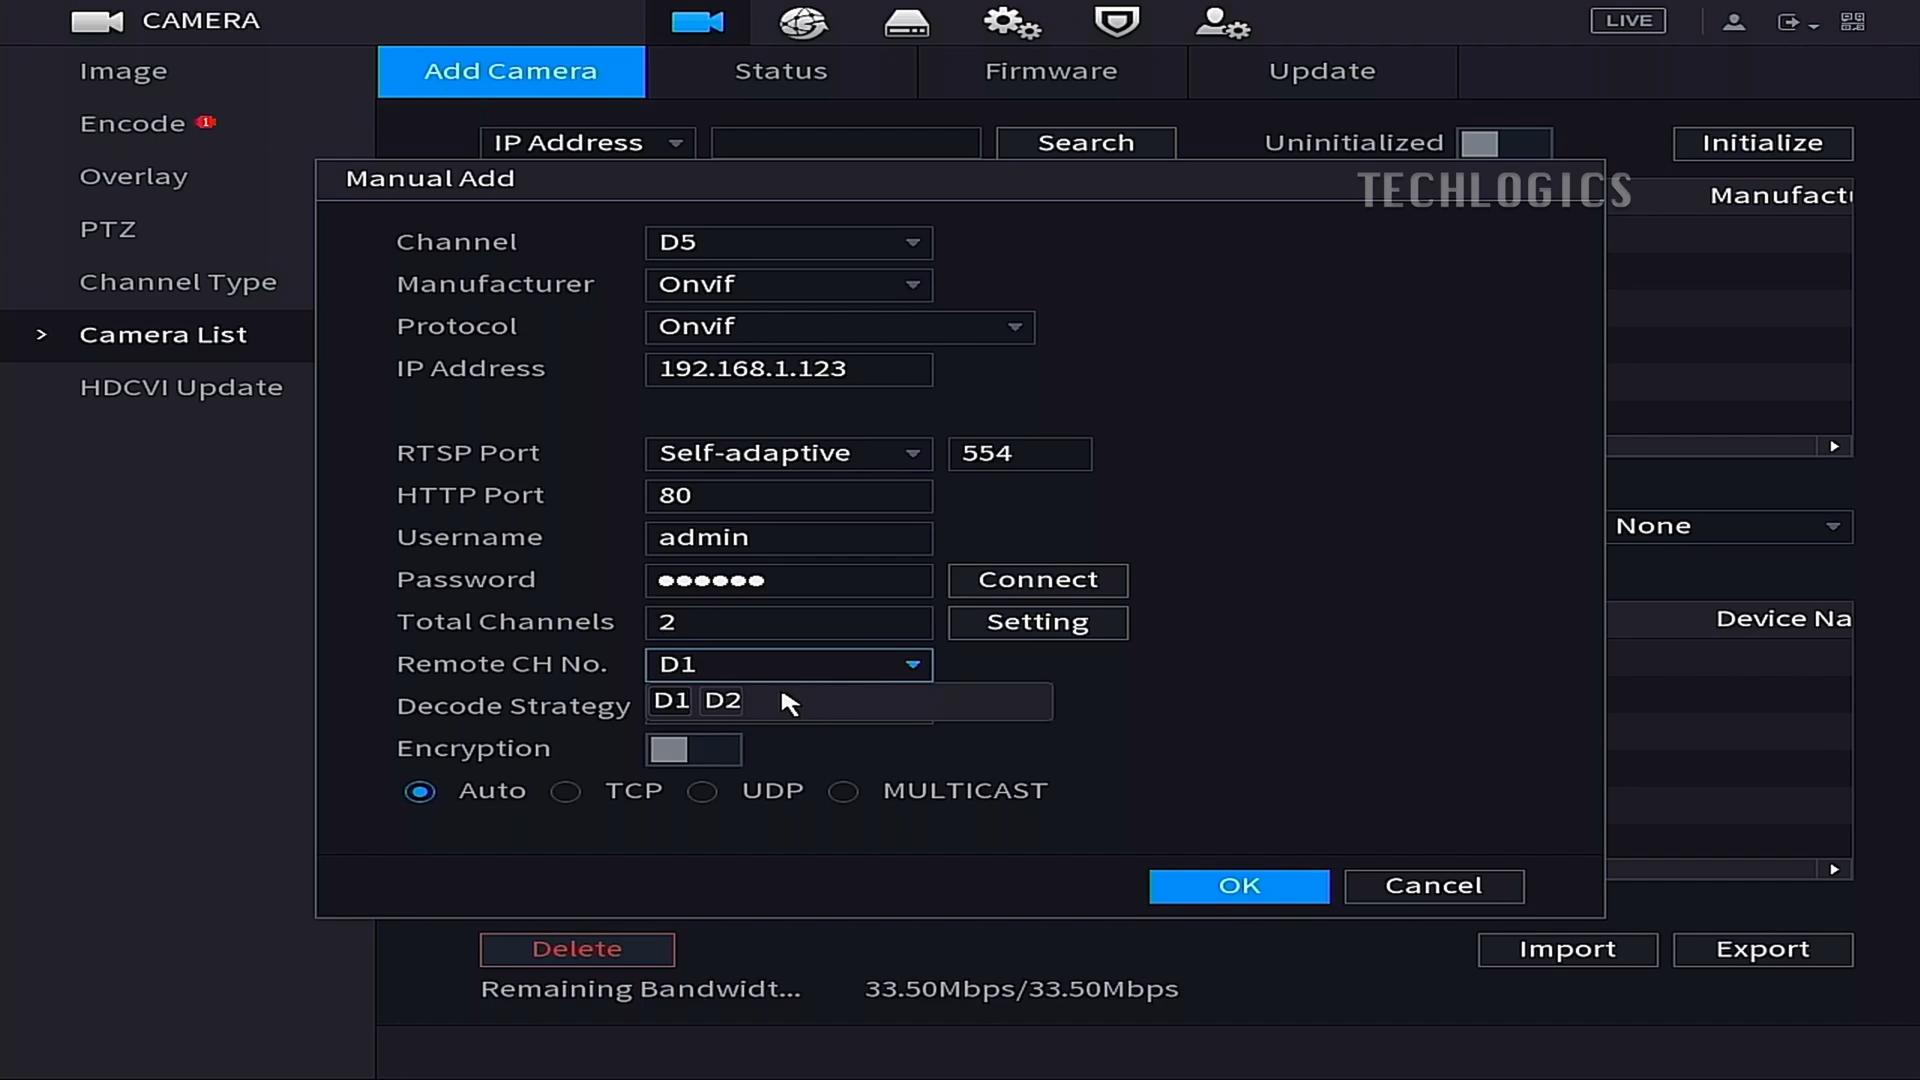 CAMERA
LIVE
Image
Encode 1
Overlay
PTZ
Channel Type
> Camera List
HDCVI Update
Add Camera Status Firmware Update
IP Address Search Uninitialized Initialize
Manual Add
TECHLOGICS
Channel D5
Manufacturer Onvif
Protocol Onvif
IP Address 192.168.1.123
RTSP Port Self-adaptive 554
HTTP Port 80
Username admin
Password ●●●●●● Connect
Total Channels 2 Setting
Remote CH No. D1
D1 D2
Decode Strategy
Encryption
Auto TCP UDP MULTICAST
OK Cancel
None
Device Na
Delete Import Export
Remaining Bandwidt... 33.50Mbps/33.50Mbps